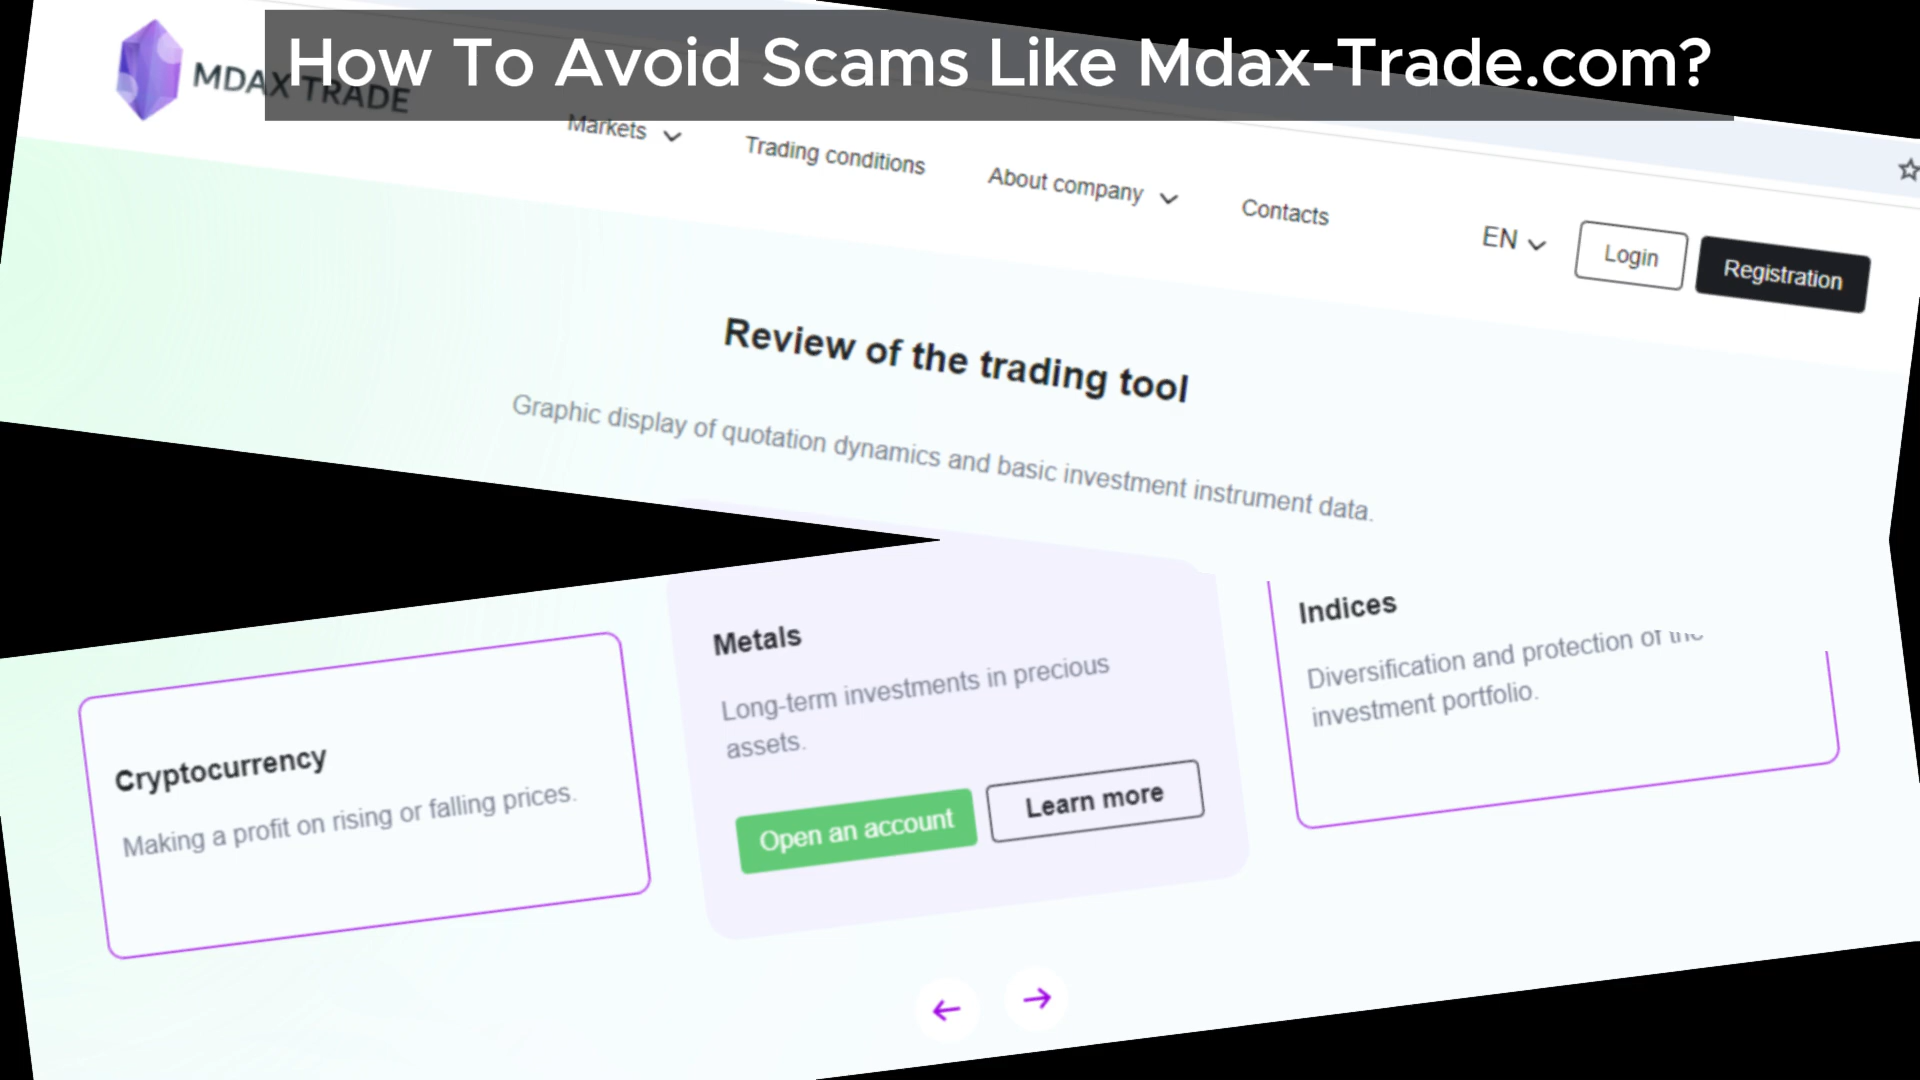 How To Avoid Scams Like Mdax-Trade.com?
MDAX TRADE
Markets
Trading conditions
About company
Contacts
EN
Login
Registration
Review of the trading tool
Graphic display of quotation dynamics and basic investment instrument data.
Cryptocurrency
Making a profit on rising or falling prices.
Metals
Long-term investments in precious
assets.
Open an account
Learn more
Indices
Diversification and protection of the
investment portfolio.